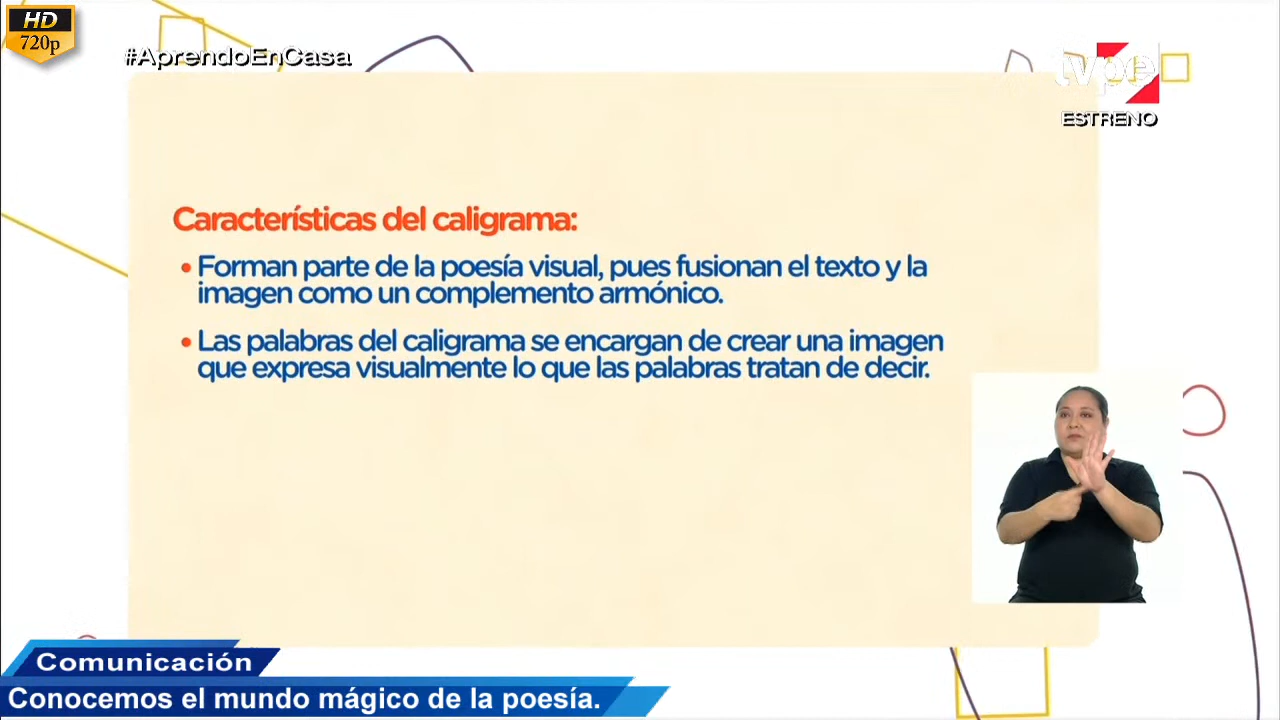 HD
720p
#AprendoEnCasa
tvpe
ESTRENO
Características del caligrama:
• Forman parte de la poesía visual, pues fusionan el texto y la
imagen como un complemento armónico.
• Las palabras del caligrama se encargan de crear una imagen
que expresa visualmente lo que las palabras tratan de decir.
Comunicación
Conocemos el mundo mágico de la poesía.